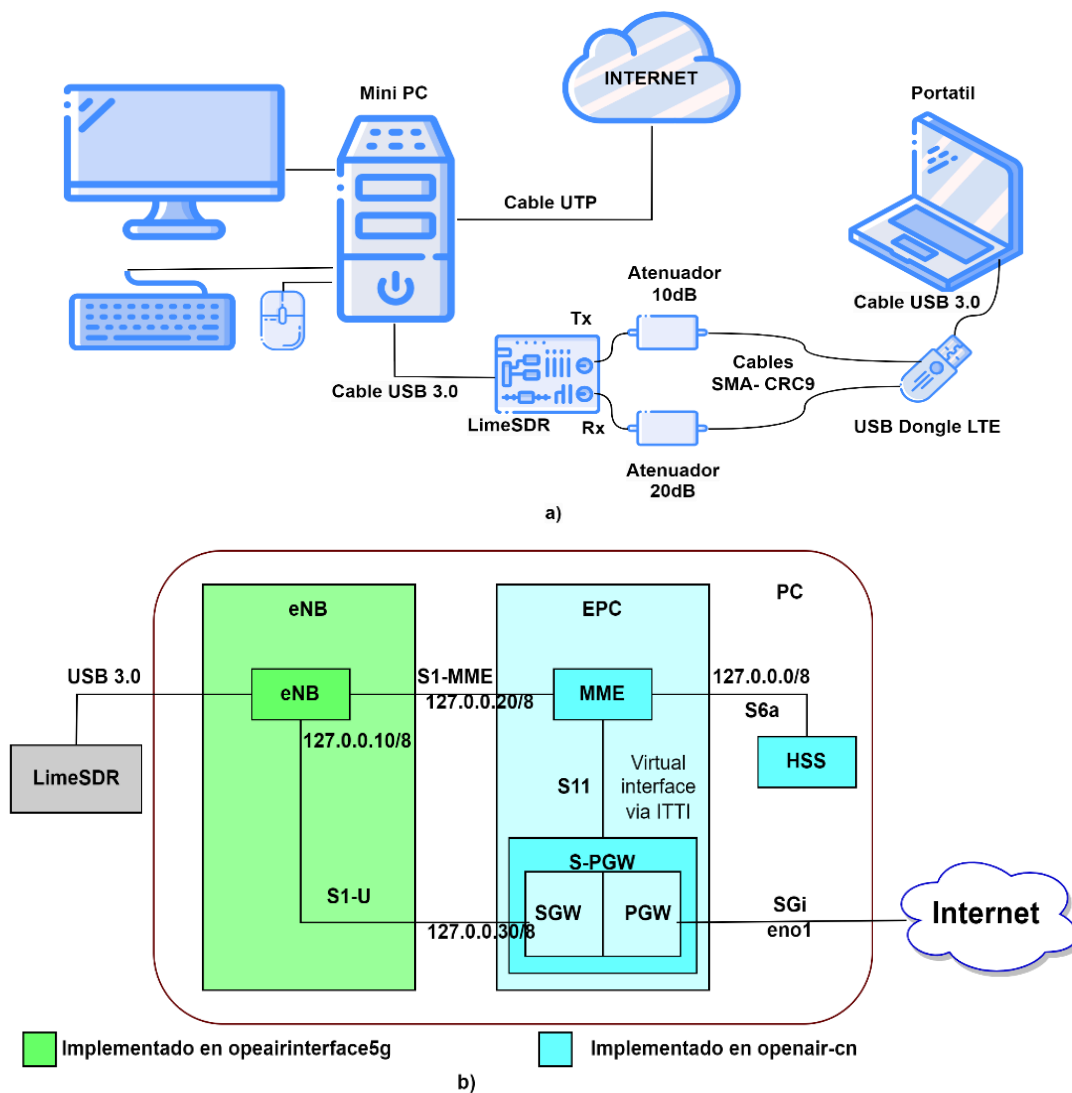 Mini PC
INTERNET
Portatil
Cable UTP
Atenuador
10dB
Cable USB 3.0
Tx
Cables
SMA- CRC9
Cable USB 3.0
LimeSDR
Rx
USB Dongle LTE
Atenuador
20dB
a)
eNB
EPC
PC
USB 3.0
S1-MME
127.0.0.0/8
eNB
MME
127.0.0.20/8
S6a
127.0.0.10/8
LimeSDR
HSS
S11
Virtual
interface
via ITTI
S-PGW
S1-U
SGW
PGW
SGi
Internet
127.0.0.30/8
eno1
Implementado en opeairinterface5g
Implementado en openair-cn
b)